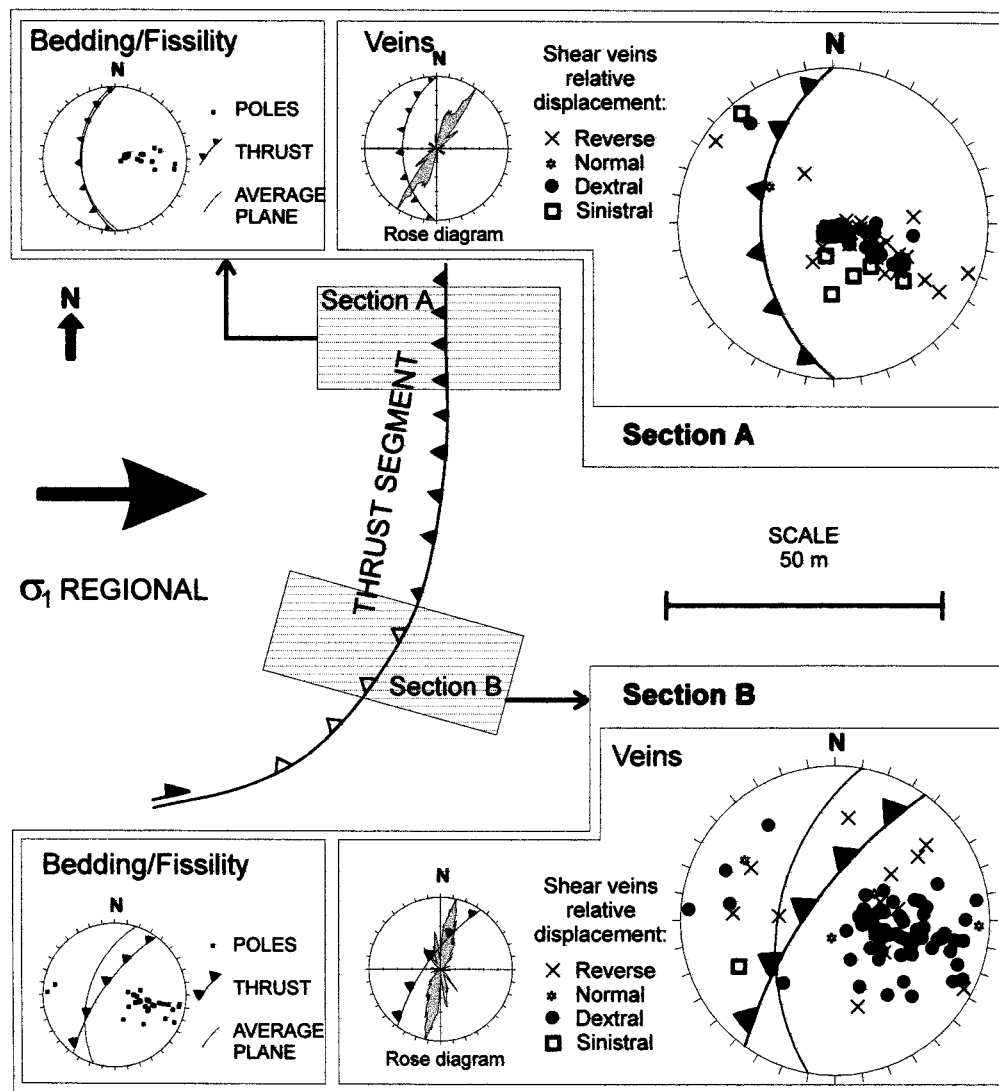 Bedding/Fissility
N
POLES
THRUST
AVERAGE
PLANE
Veins
N
Rose diagram
Shear veins
relative
displacement:
Reverse
Normal
Dextral
Sinistral
N
Section A
N
Section A
THRUST SEGMENT
σ1 REGIONAL
SCALE
50 m
Section B
Section B
Bedding/Fissility
N
POLES
THRUST
AVERAGE
PLANE
Veins
N
Rose diagram
Shear veins
relative
displacement:
Reverse
Normal
Dextral
Sinistral
N